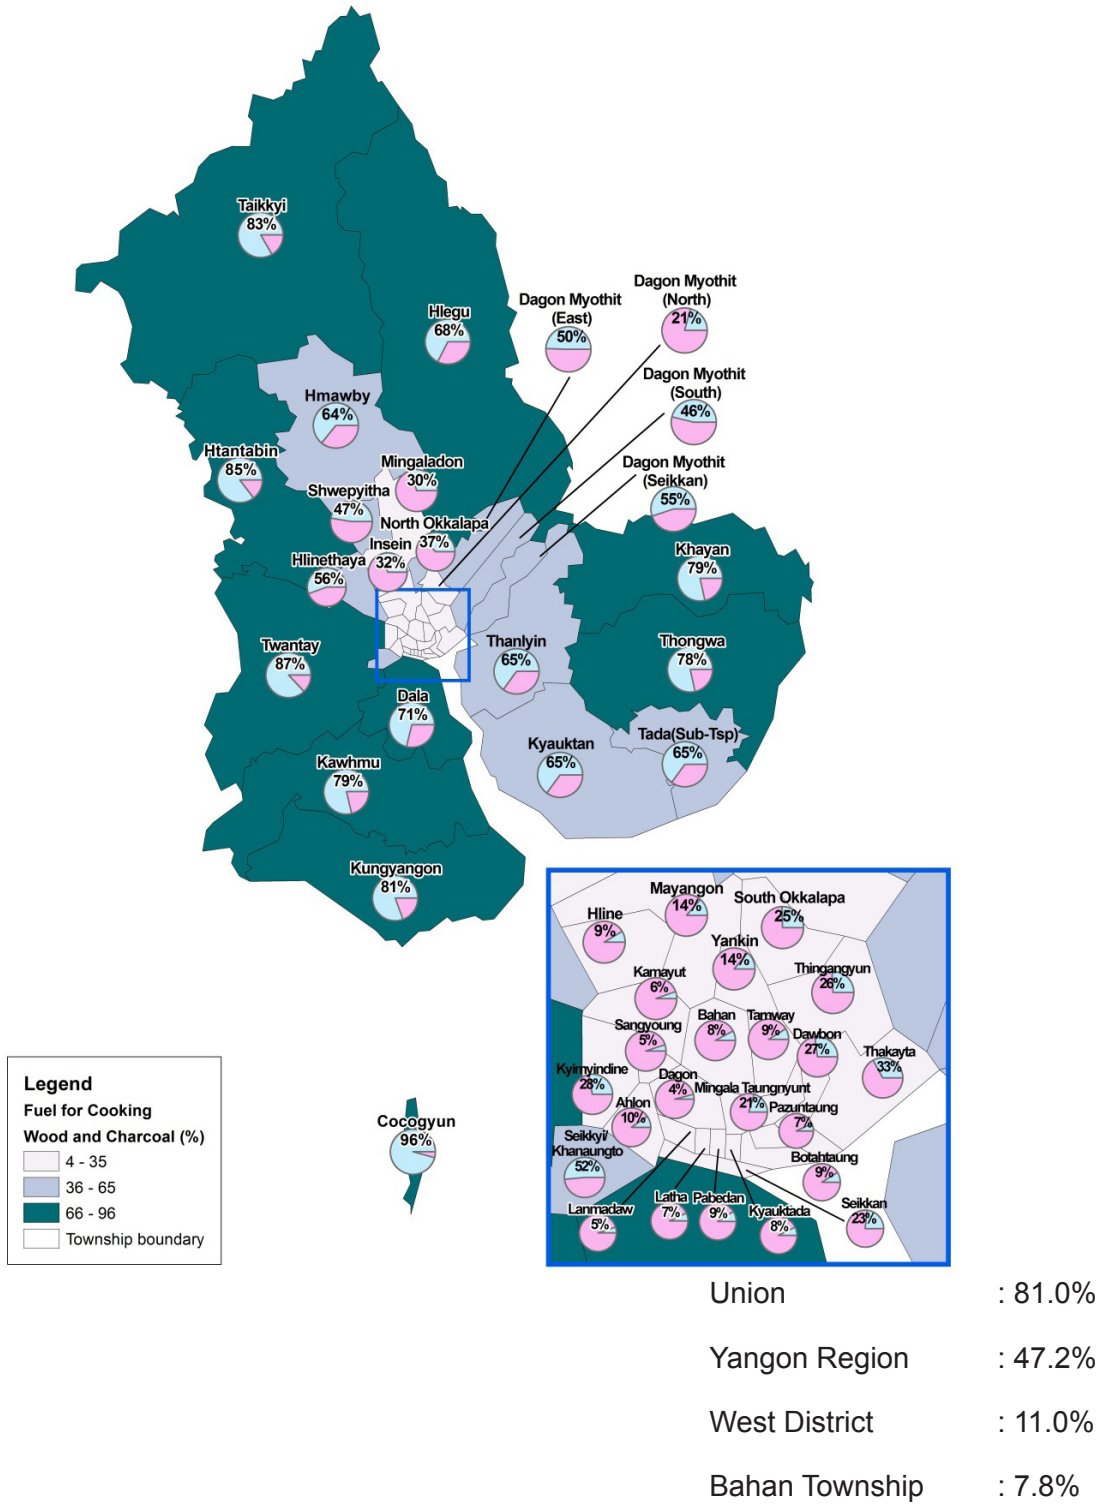 Taikkyi
83%
Hlegu
68%
Dagon Myothit
(East)
50%
Dagon Myothit
(North)
21%
Dagon Myothit
(South)
46%
Dagon Myothit
(Seikkan)
55%
Hmawby
64%
Htantabin
85%
Mingaladon
30%
Shwepyitha
47%
North Okkalapa
37%
Insein
32%
Hlinethaya
56%
Khayan
79%
Twantay
87%
Thanlyin
65%
Thongwa
78%
Dala
71%
Kyauktan
65%
Tada(Sub-Tsp)
65%
Kawhmu
79%
Kungyangon
81%
Cocogyun
96%
Mayangon
14%
South Okkalapa
25%
Hline
9%
Yankin
14%
Thingangyun
26%
Kamayut
6%
Bahan
8%
Tamway
9%
Sangyoung
5%
Dawbon
27%
Thakayta
33%
Kyimyindine
28%
Dagon
4%
Mingala Taungnyunt
21%
Ahlon
10%
Pazuntaung
7%
Seikkyi/
Khanaungto
52%
Botahtaung
9%
Lanmadaw
5%
Latha
7%
Pabedan
9%
Kyauktada
8%
Seikkan
23%
Legend
Fuel for Cooking
Wood and Charcoal (%)
4 - 35
36 - 65
66 - 96
Township boundary
Union : 81.0%
Yangon Region : 47.2%
West District : 11.0%
Bahan Township : 7.8%